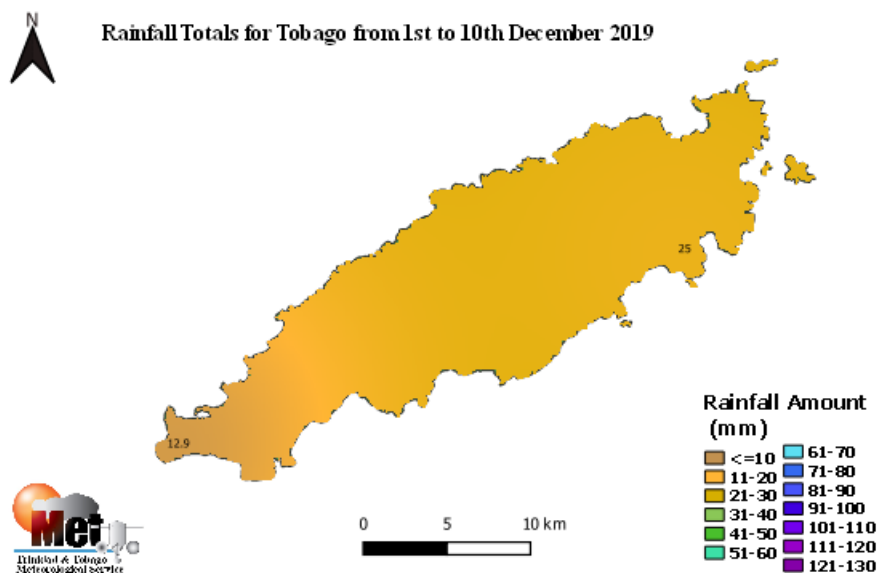 N
Rainfall Totals for Tobago from 1st to 10th December 2019
25
12.9
Rainfall Amount
(mm)
<=10
11-20
21-30
31-40
41-50
51-60
61-70
71-80
81-90
91-100
101-110
111-120
121-130
0 5 10 km
Met
Trinidad & Tobago
Meteorological Service